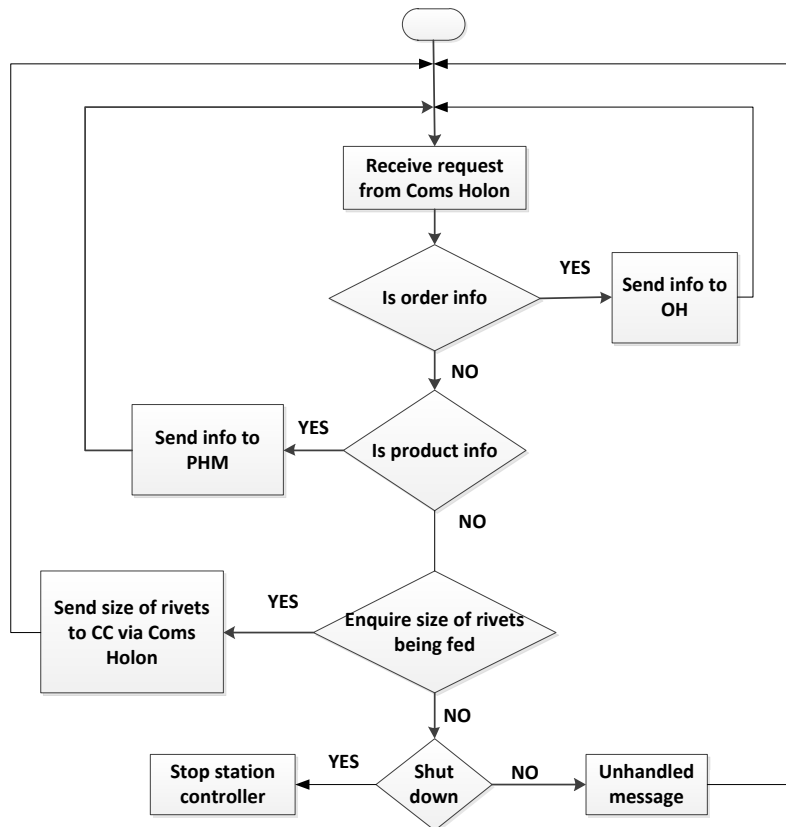 Receive request
from Coms Holon
Is order info
YES
Send info to
OH
NO
Send info to
PHM
YES
Is product info
NO
Send size of rivets
to CC via Coms
Holon
YES
Enquire size of rivets
being fed
NO
Stop station
controller
YES
Shut
down
NO
Unhandled
message